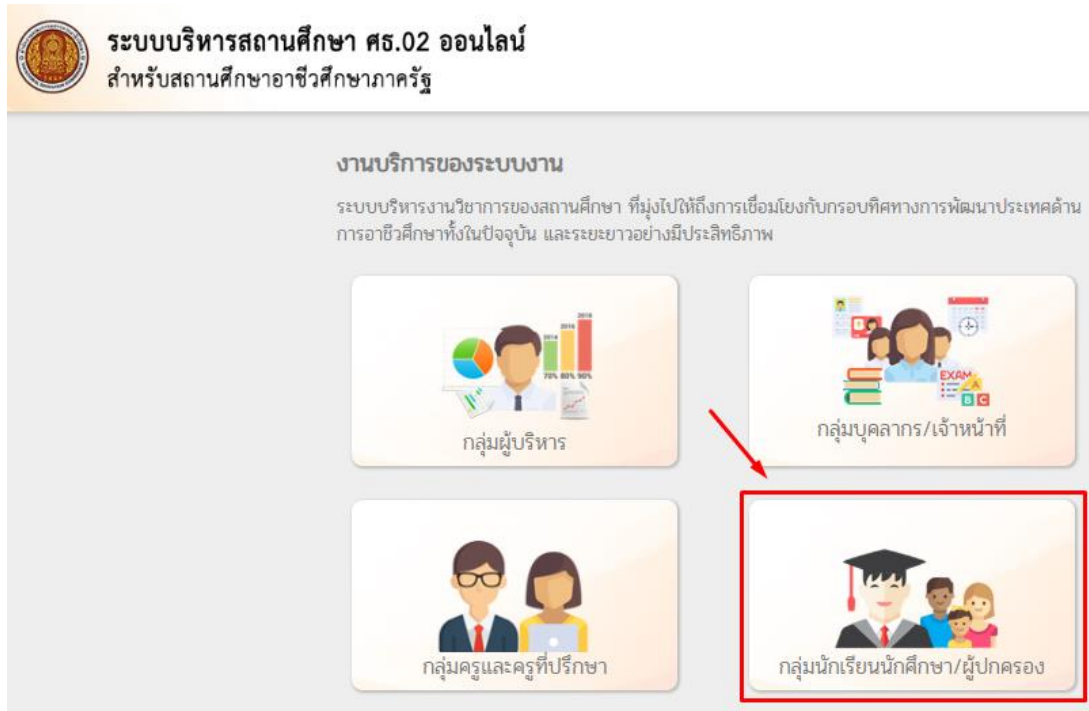 ระบบบริหารสถานศึกษา ศธ.02 ออนไลน์
สำหรับสถานศึกษาอาชีวศึกษาภาครัฐ
งานบริการของระบบงาน
ระบบบริหารงานวิชาการของสถานศึกษา ที่มุ่งไปให้ถึงการเชื่อมโยงกับกรอบทิศทางการพัฒนาประเทศด้าน
การอาชีวศึกษาทั้งในปัจจุบัน และระยะยาวอย่างมีประสิทธิภาพ
2014 2016 2018
70% 80% 90%
กลุ่มผู้บริหาร
EXAM
A
B C
กลุ่มบุคลากร/เจ้าหน้าที่
กลุ่มครูและครูที่ปรึกษา
กลุ่มนักเรียนนักศึกษา/ผู้ปกครอง